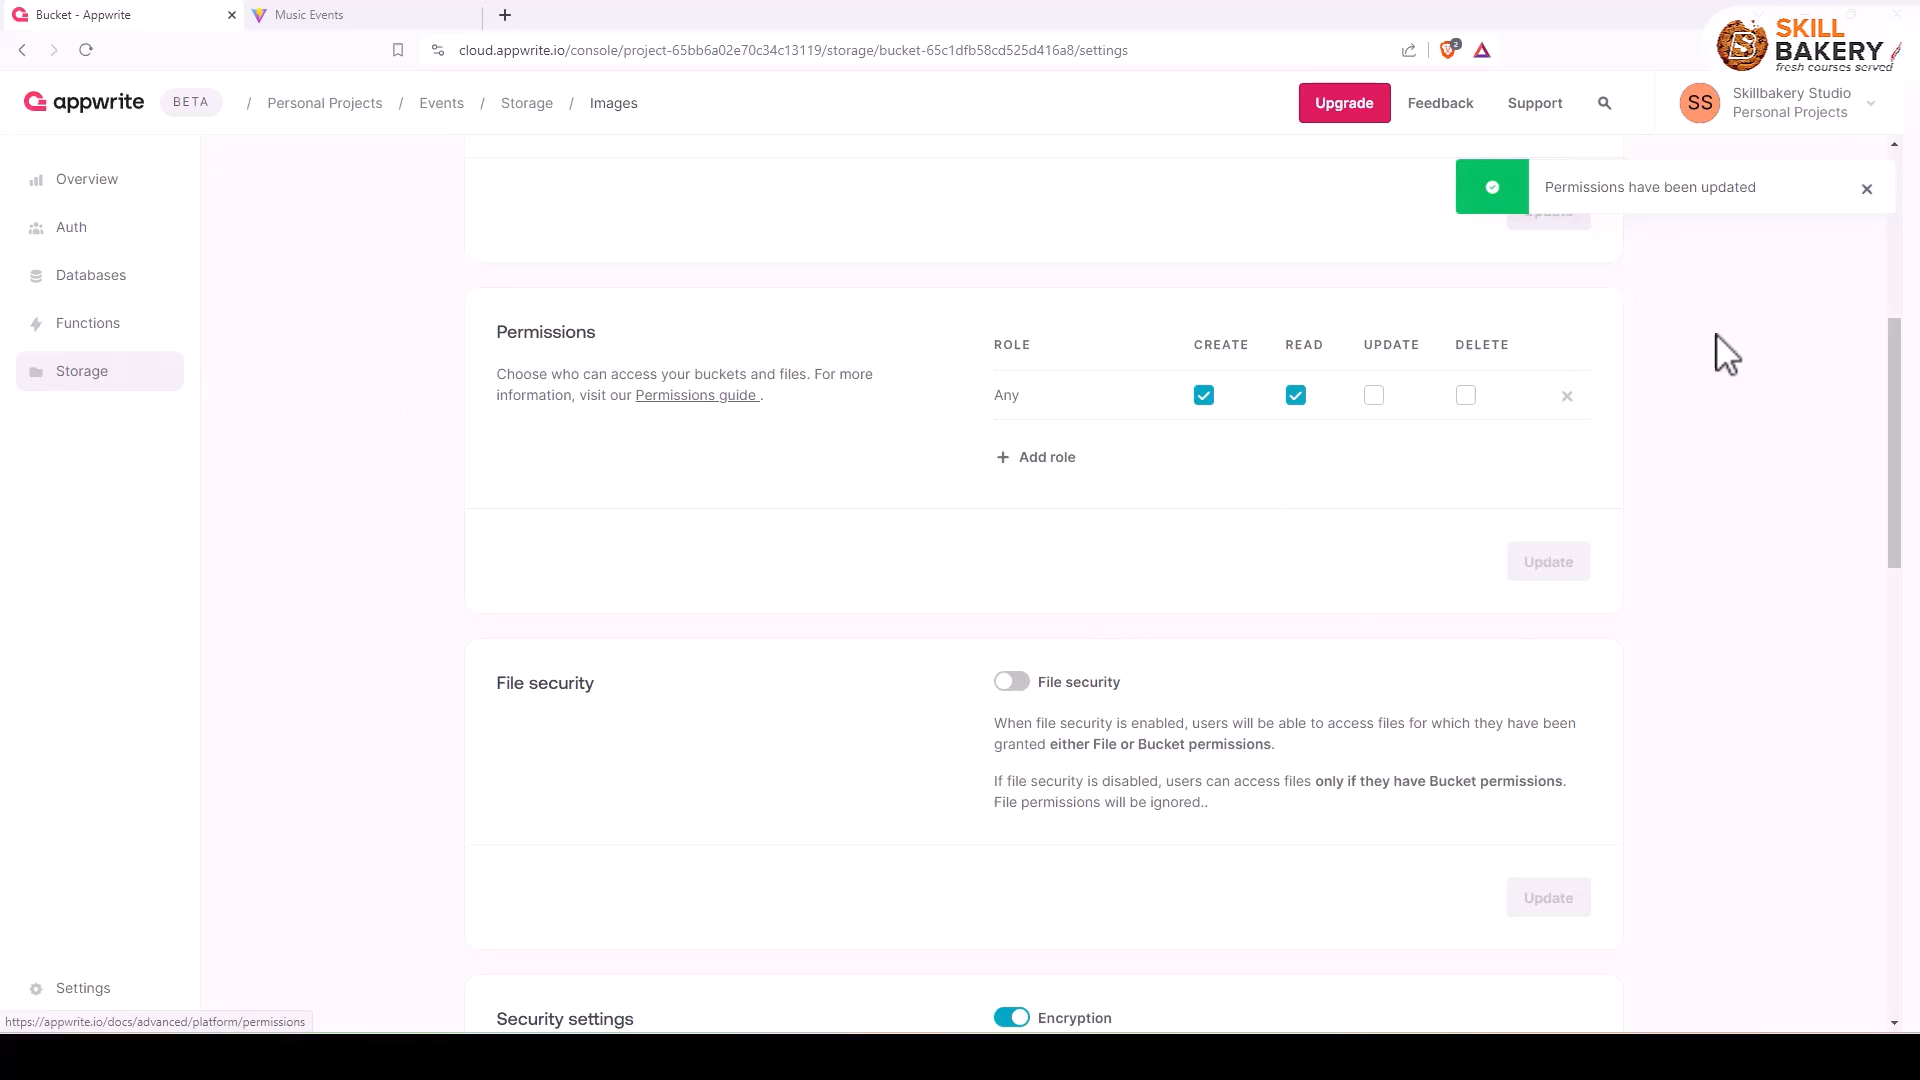 Bucket - Appwrite
Music Events
cloud.appwrite.io/console/project-65bb6a02e70c34c13119/storage/bucket-65c1dfb58cd525d416a8/settings
2
SKILL
BAKERY
fresh courses served
appwrite
BETA
/ Personal Projects / Events / Storage / Images
Upgrade
Feedback
Support
SS
Skillbakery Studio
Personal Projects
Overview
Auth
Databases
Functions
Storage
Settings
Permissions have been updated
Update
Permissions
Choose who can access your buckets and files. For more
information, visit our Permissions guide .
ROLE CREATE READ UPDATE DELETE
Any
+ Add role
Update
File security
File security
When file security is enabled, users will be able to access files for which they have been
granted either File or Bucket permissions.
If file security is disabled, users can access files only if they have Bucket permissions.
File permissions will be ignored..
Update
Security settings
Encryption
https://appwrite.io/docs/advanced/platform/permissions